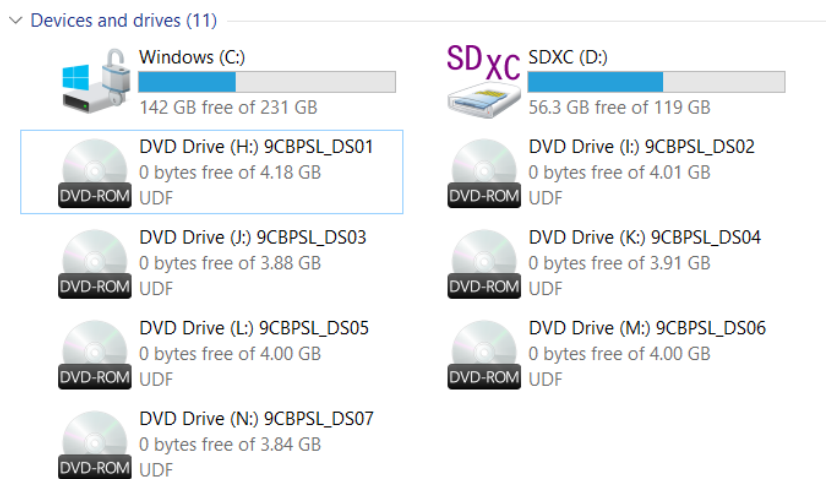 Devices and drives (11)
Windows (C:)
142 GB free of 231 GB
SD XC
SDXC (D:)
56.3 GB free of 119 GB
DVD-ROM
DVD Drive (H:) 9CBPSL_DS01
0 bytes free of 4.18 GB
UDF
DVD-ROM
DVD Drive (I:) 9CBPSL_DS02
0 bytes free of 4.01 GB
UDF
DVD-ROM
DVD Drive (J:) 9CBPSL_DS03
0 bytes free of 3.88 GB
UDF
DVD-ROM
DVD Drive (K:) 9CBPSL_DS04
0 bytes free of 3.91 GB
UDF
DVD-ROM
DVD Drive (L:) 9CBPSL_DS05
0 bytes free of 4.00 GB
UDF
DVD-ROM
DVD Drive (M:) 9CBPSL_DS06
0 bytes free of 4.00 GB
UDF
DVD-ROM
DVD Drive (N:) 9CBPSL_DS07
0 bytes free of 3.84 GB
UDF